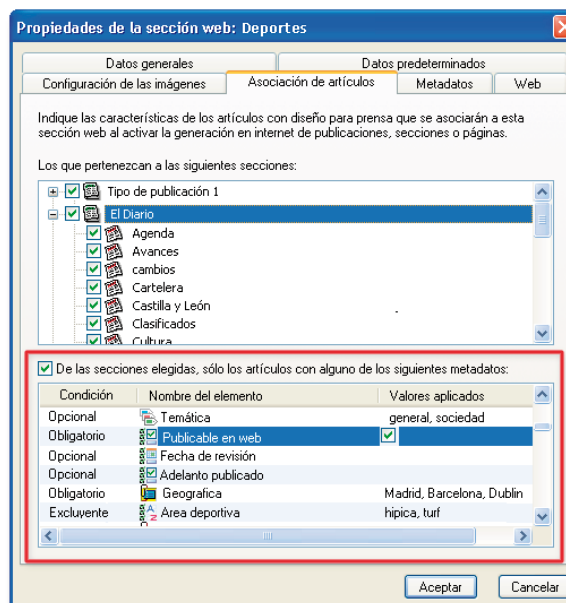 Propiedades de la sección web: Deportes
Datos generales
Datos predeterminados
Configuración de las imágenes
Asociación de artículos
Metadatos
Web
Indique las características de los artículos con diseño para prensa que se asociarán a esta
sección web al activar la generación en internet de publicaciones, secciones o páginas.
Los que pertenezcan a las siguientes secciones:
Tipo de publicación 1
El Diario
Agenda
Avances
cambios
Cartelera
Castilla y León
Clasificados
Cultura
De las secciones elegidas, sólo los artículos con alguno de los siguientes metadatos:
Condición Nombre del elemento Valores aplicados
Opcional Temática general, sociedad
Obligatorio Publicable en web
Opcional Fecha de revisión
Opcional Adelanto publicado
Obligatorio Geografica Madrid, Barcelona, Dublin
Excluyente Area deportiva hipica, turf
Aceptar
Cancelar